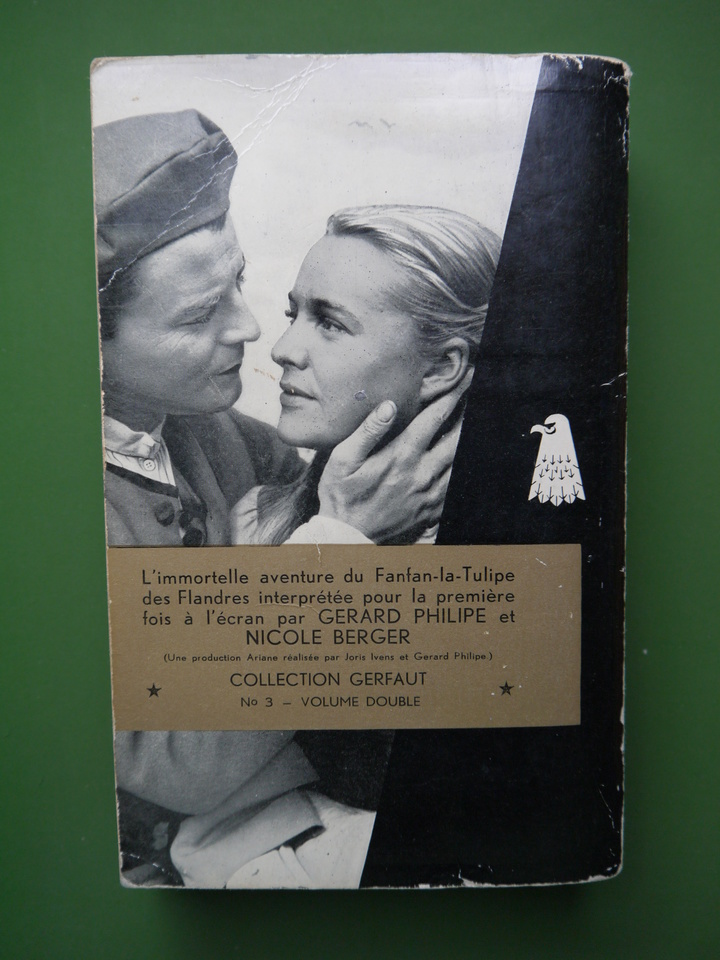 L'immortelle aventure du Fanfan-la-Tulipe
des Flandres interprétée pour la première
fois à l'écran par GERARD PHILIPE et
NICOLE BERGER
(Une production Ariane réalisée par Joris Ivens et Gerard Philipe.)
COLLECTION GERFAUT
No 3 – VOLUME DOUBLE